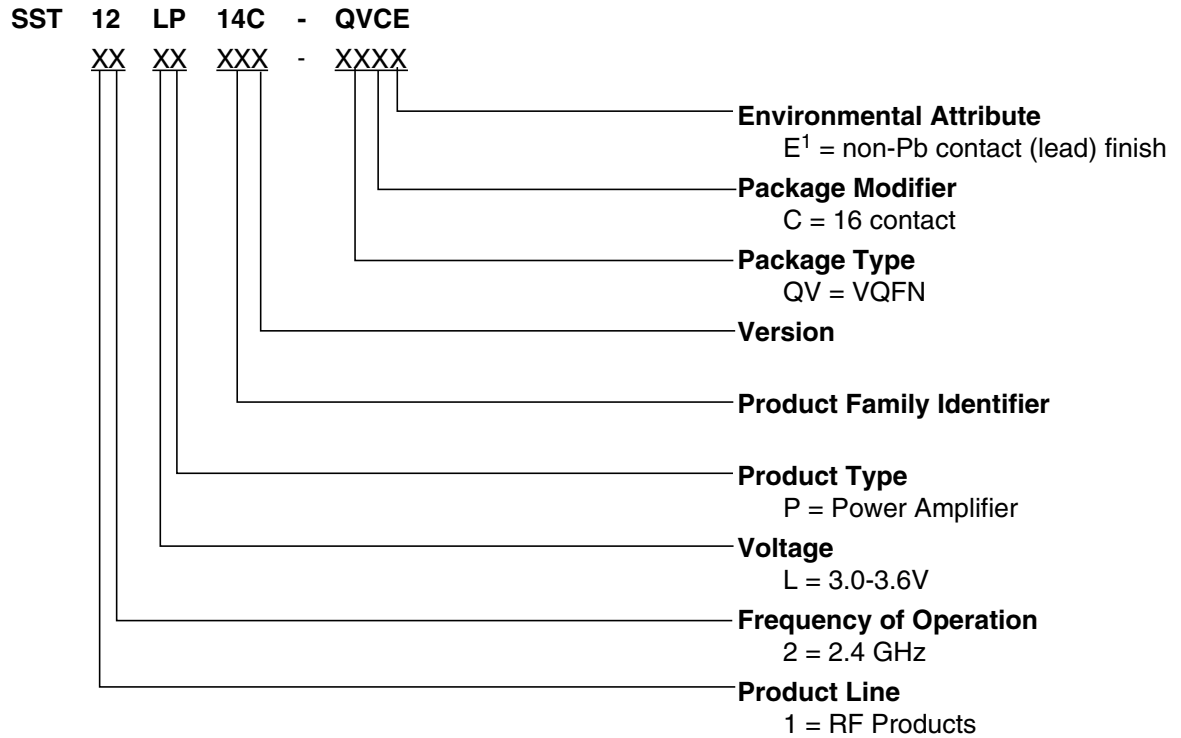 SST 12 LP 14C - QVCE
XX XX XXX - XXXX
Environmental Attribute
E1 = non-Pb contact (lead) finish
Package Modifier
C = 16 contact
Package Type
QV = VQFN
Version
Product Family Identifier
Product Type
P = Power Amplifier
Voltage
L = 3.0-3.6V
Frequency of Operation
2 = 2.4 GHz
Product Line
1 = RF Products